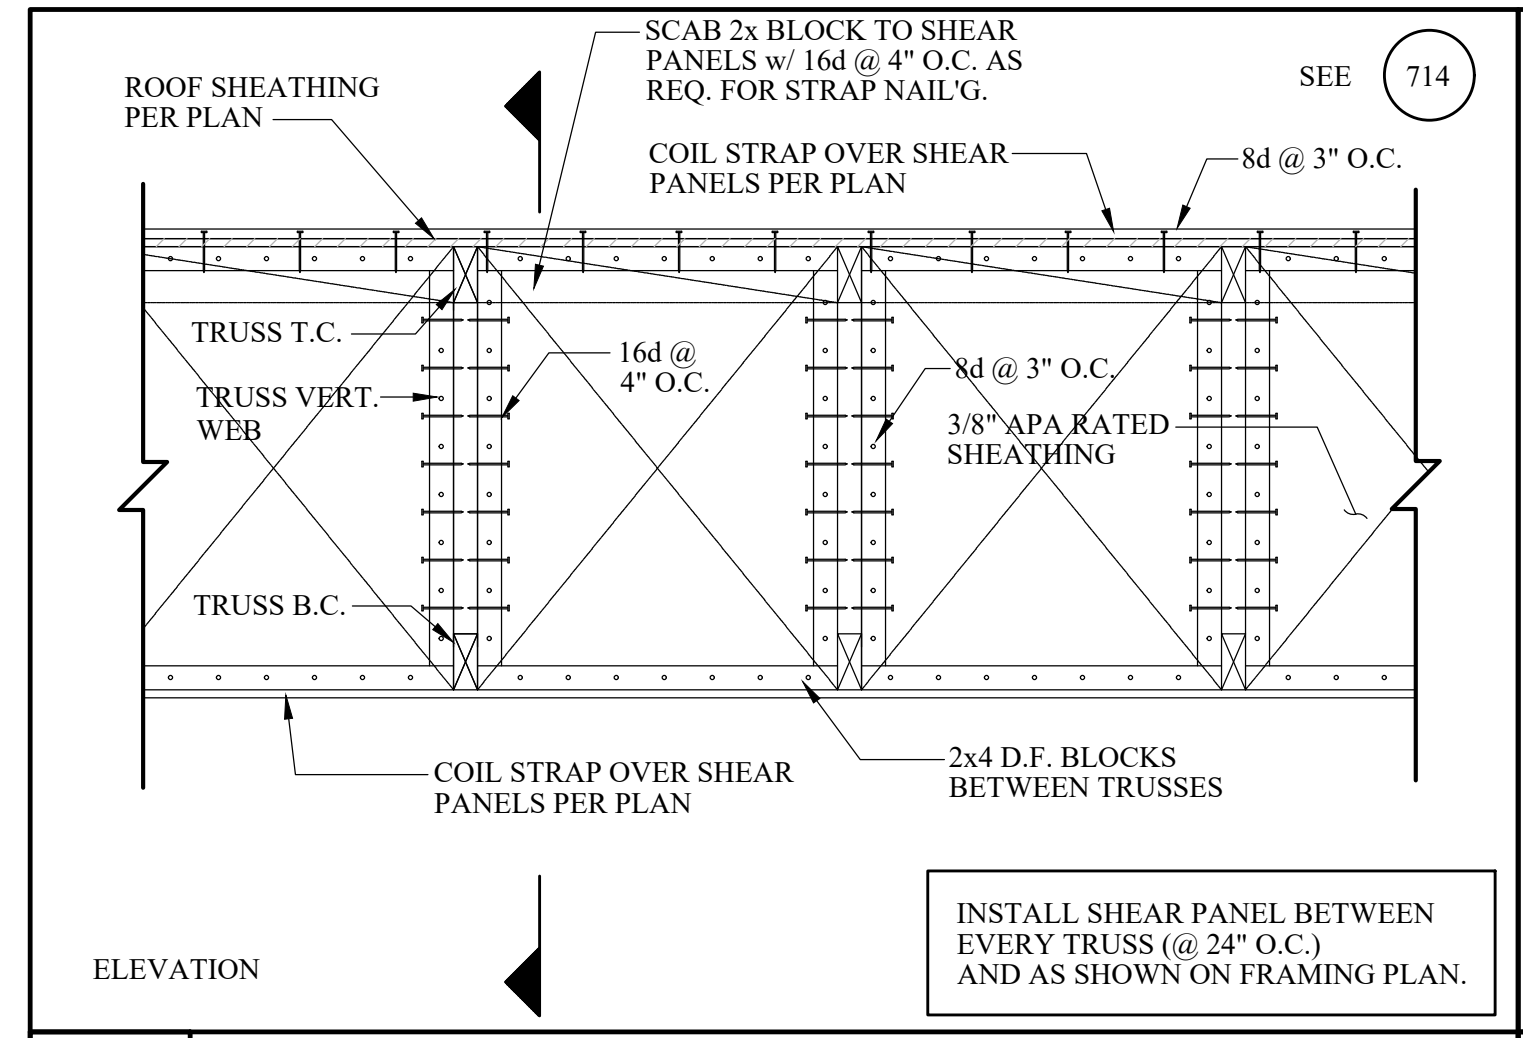 SCAB 2x BLOCK TO SHEAR
PANELS w/ 16d @ 4" O.C. AS
REQ. FOR STRAP NAIL'G.
SEE
714
ROOF SHEATHING
PER PLAN
COIL STRAP OVER SHEAR
PANELS PER PLAN
8d @ 3" O.C.
TRUSS T.C.
16d @
4" O.C.
8d @ 3" O.C.
TRUSS VERT.
WEB
3/8" APA RATED
SHEATHING
TRUSS B.C.
COIL STRAP OVER SHEAR
PANELS PER PLAN
2x4 D.F. BLOCKS
BETWEEN TRUSSES
INSTALL SHEAR PANEL BETWEEN
EVERY TRUSS (@ 24" O.C.)
AND AS SHOWN ON FRAMING PLAN.
ELEVATION